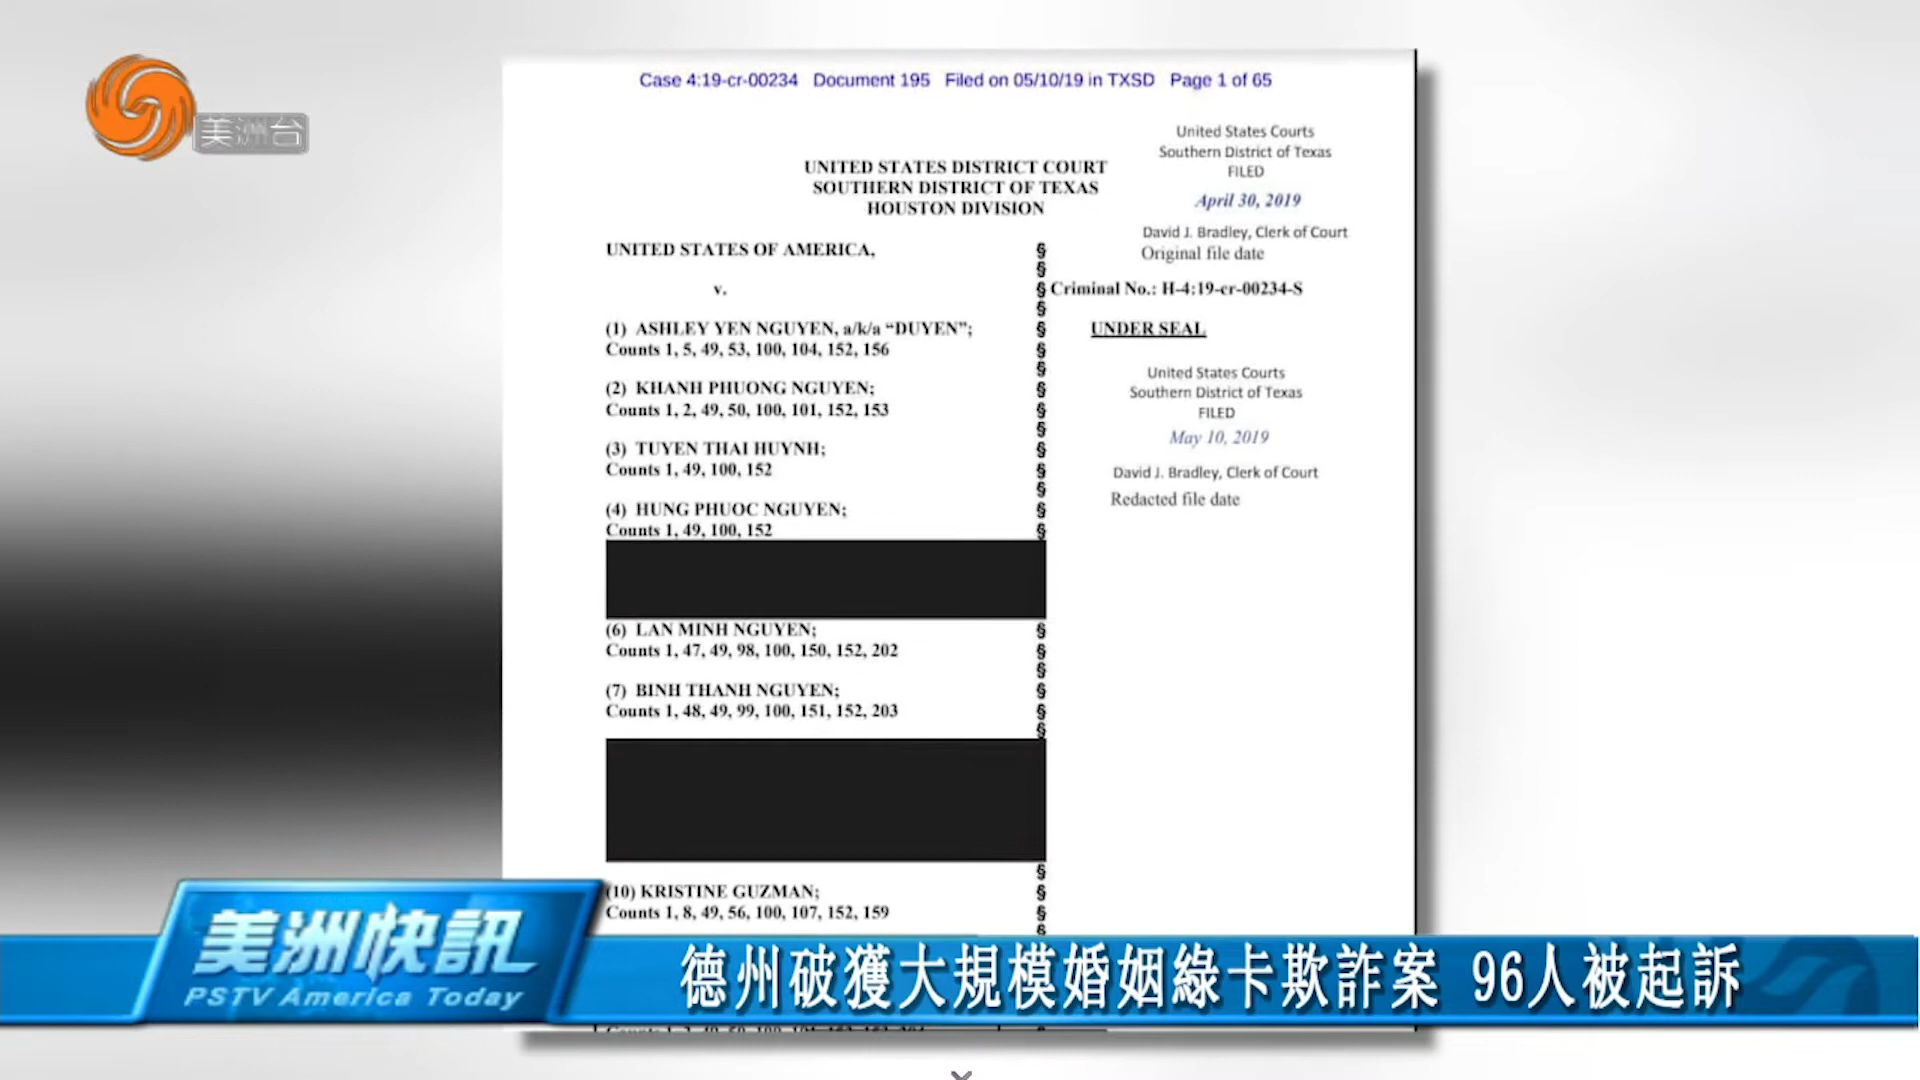 美洲台
Case 4:19-cr-00234 Document 195 Filed on 05/10/19 in TXSD Page 1 of 65
United States Courts
Southern District of Texas
FILED
April 30, 2019
David J. Bradley, Clerk of Court
Original file date
UNITED STATES DISTRICT COURT
SOUTHERN DISTRICT OF TEXAS
HOUSTON DIVISION
UNITED STATES OF AMERICA, §
§
v. § Criminal No.: H-4:19-cr-00234-S
§
(1) ASHLEY YEN NGUYEN, a/k/a “DUYEN”; § UNDER SEAL
Counts 1, 5, 49, 53, 100, 104, 152, 156 §
§
(2) KHANH PHUONG NGUYEN; §
Counts 1, 2, 49, 50, 100, 101, 152, 153 §
§
(3) TUYEN THAI HUYNH; §
Counts 1, 49, 100, 152 §
§
(4) HUNG PHUOC NGUYEN; §
Counts 1, 49, 100, 152 §
United States Courts
Southern District of Texas
FILED
May 10, 2019
David J. Bradley, Clerk of Court
Redacted file date
(6) LAN MINH NGUYEN; §
Counts 1, 47, 49, 98, 100, 150, 152, 202 §
§
(7) BINH THANH NGUYEN; §
Counts 1, 48, 49, 99, 100, 151, 152, 203 §
§
§
(10) KRISTINE GUZMAN; §
Counts 1, 8, 49, 56, 100, 107, 152, 159 §
§
美洲快訊
PSTV America Today
德州破獲大規模婚姻綠卡欺詐案 96人被起訴